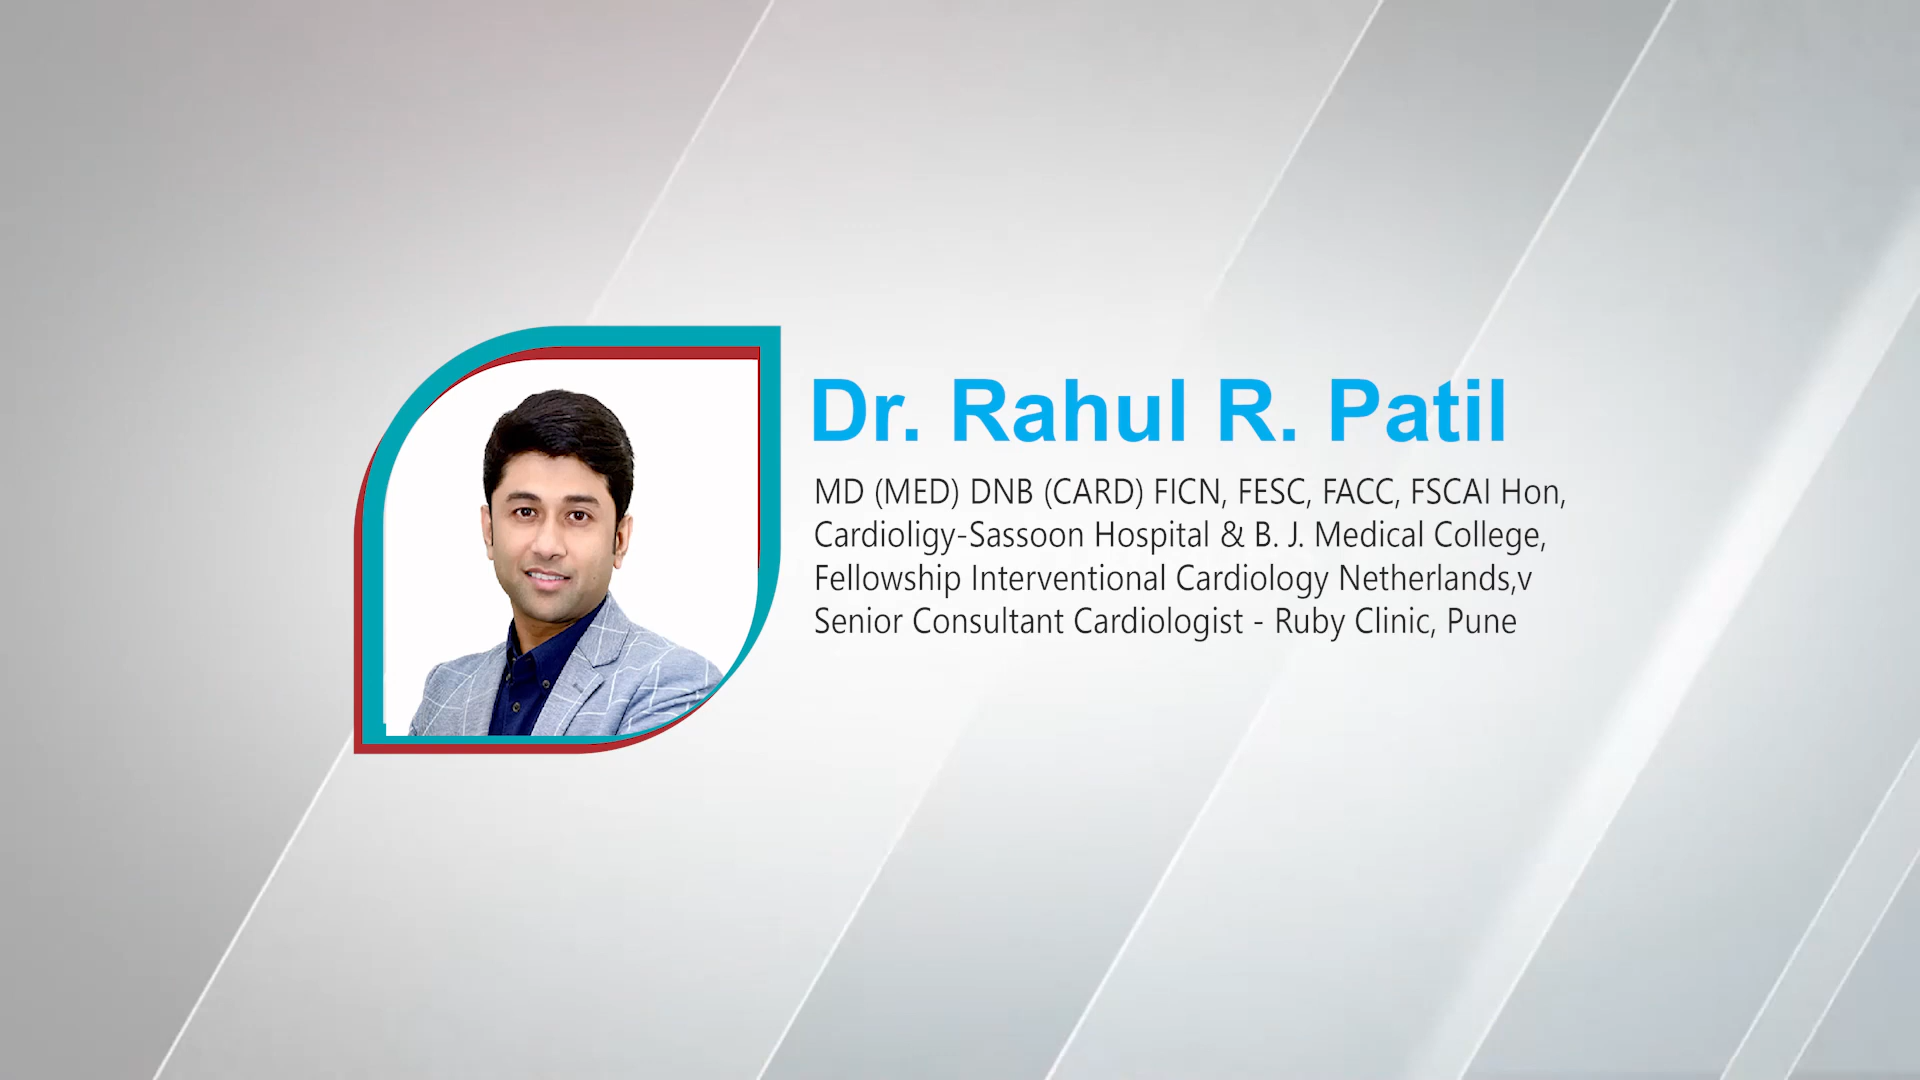 Dr. Rahul R. Patil
MD (MED) DNB (CARD) FICN, FESC, FACC, FSCAI Hon,
Cardioligy-Sassoon Hospital & B. J. Medical College,
Fellowship Interventional Cardiology Netherlands,v
Senior Consultant Cardiologist - Ruby Clinic, Pune